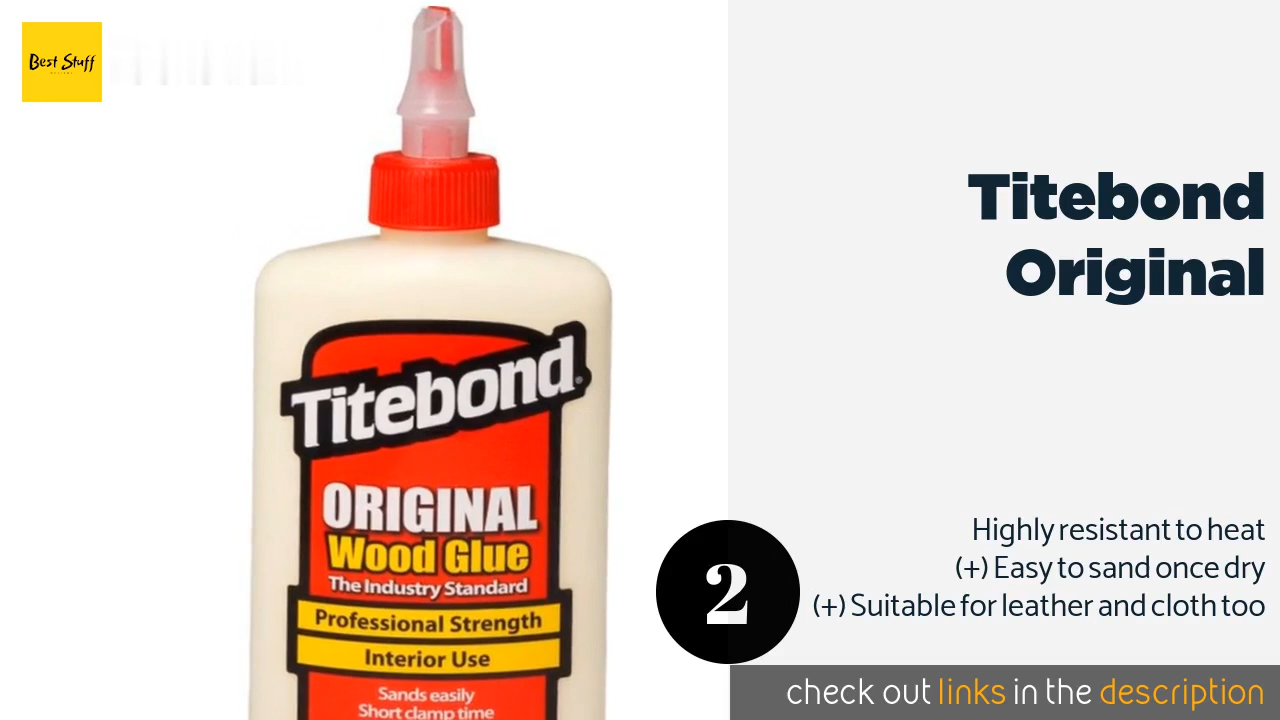 Best Stuff
Titebond
Original
Titebond®
ORIGINAL
Wood Glue
The Industry Standard
Professional Strength
Interior Use
Sands easily
Short clamp time
2
Highly resistant to heat
(+) Easy to sand once dry
(+) Suitable for leather and cloth too
check out links in the description